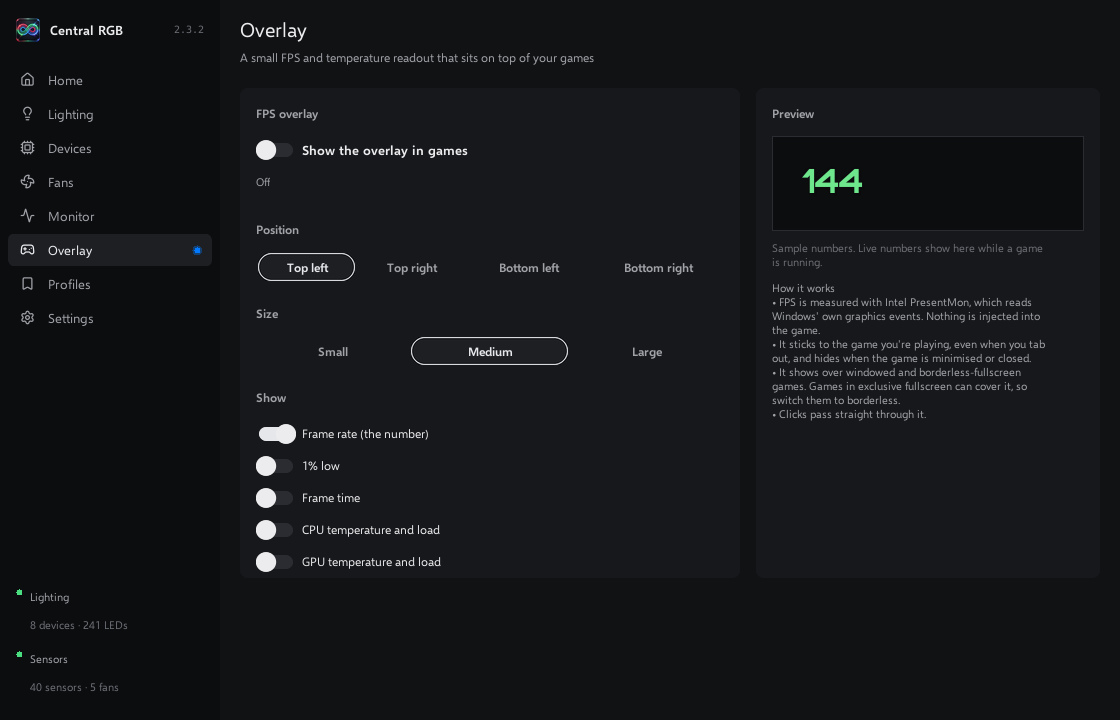 Central RGB
2.3.2
Home
Lighting
Devices
Fans
Monitor
Overlay
Profiles
Settings
Lighting
8 devices · 241 LEDs
Sensors
40 sensors · 5 fans
Overlay
A small FPS and temperature readout that sits on top of your games
FPS overlay
Show the overlay in games
Off
Position
Top left
Top right
Bottom left
Bottom right
Size
Small
Medium
Large
Show
Frame rate (the number)
1% low
Frame time
CPU temperature and load
GPU temperature and load
Preview
144
Sample numbers. Live numbers show here while a game
is running.
How it works
• FPS is measured with Intel PresentMon, which reads
Windows' own graphics events. Nothing is injected into
the game.
• It sticks to the game you're playing, even when you tab
out, and hides when the game is minimised or closed.
• It shows over windowed and borderless-fullscreen
games. Games in exclusive fullscreen can cover it, so
switch them to borderless.
• Clicks pass straight through it.